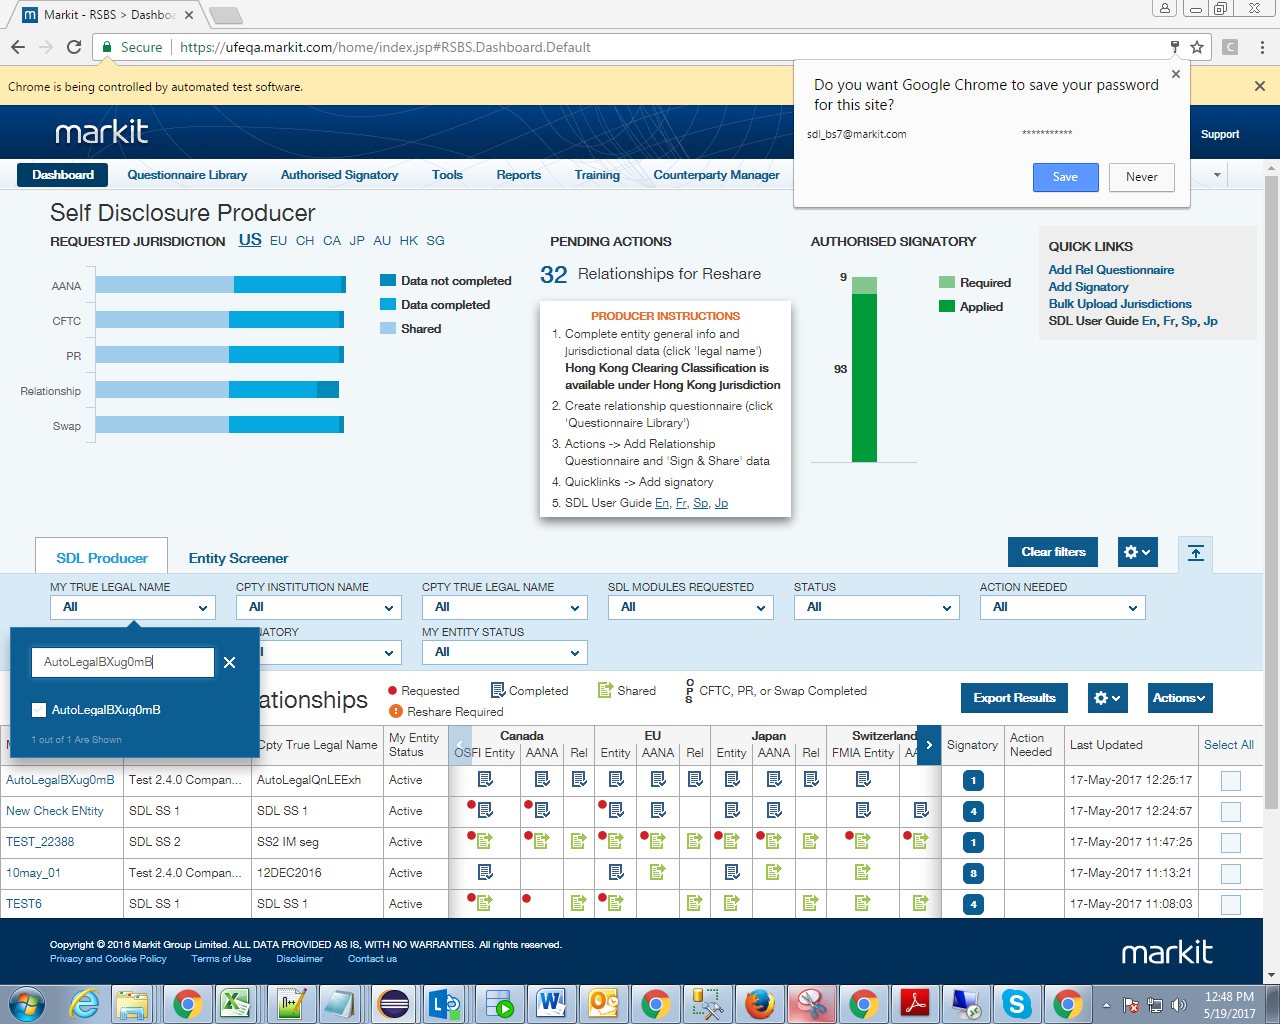 Markit - RSBS > Dashboa
Secure https://ufeqa.markit.com/home/index.jsp#RSBS.Dashboard.Default
Chrome is being controlled by automated test software.
Do you want Google Chrome to save your password
for this site?
sdl_bs7@markit.com ***********
Save Never
markit
Support
Dashboard Questionnaire Library Authorised Signatory Tools Reports Training Counterparty Manager
Self Disclosure Producer
REQUESTED JURISDICTION US EU CH CA JP AU HK SG
AANA
CFTC
PR
Relationship
Swap
Data not completed
Data completed
Shared
PENDING ACTIONS
32 Relationships for Reshare
PRODUCER INSTRUCTIONS
1. Complete entity general info and
jurisdictional data (click 'legal name')
Hong Kong Clearing Classification is
available under Hong Kong Jurisdiction
2. Create relationship questionnaire (click
'Questionnaire Library')
3. Actions -> Add Relationship
Questionnaire and 'Sign & Share' data
4. Quicklinks -> Add signatory
5. SDL User Guide En, Fr, Sp, Jp
AUTHORISED SIGNATORY
9
93
Required
Applied
QUICK LINKS
Add Rel Questionnaire
Add Signatory
Bulk Upload Jurisdictions
SDL User Guide En, Fr, Sp, Jp
SDL Producer Entity Screener
Clear filters
MY TRUE LEGAL NAME CPTY INSTITUTION NAME CPTY TRUE LEGAL NAME SDL MODULES REQUESTED STATUS ACTION NEEDED
All All All All All All
NATORY MY ENTITY STATUS
All
AutoLegalBXug0mB
AutoLegalBXug0mB
1 out of 1 Are Shown
ationships
Requested Completed Shared OPS CFTC, PR, or Swap Completed
Reshare Required
Export Results Actions
Cpty True Legal Name My Entity Status Canada EU Japan Switzerland Signatory Action Needed Last Updated Select All
OSFI Entity AANA Rel Entity AANA Rel Entity AANA Rel FMIA Entity AA
AutoLegalBXug0mB Test 2.4.0 Compan... AutoLegalQnLEExh Active 1 17-May-2017 12:25:17
New Check ENtity SDL SS 1 SDL SS 1 Active 4 17-May-2017 12:24:57
TEST_22388 SDL SS 2 SS2 IM seg Active 1 17-May-2017 11:47:25
10may_01 Test 2.4.0 Compan... 12DEC2016 Active 8 17-May-2017 11:13:21
TEST6 SDL SS 1 SDL SS 1 Active 4 17-May-2017 11:08:03
Copyright © 2016 Markit Group Limited. ALL DATA PROVIDED AS IS, WITH NO WARRANTIES. All rights reserved.
Privacy and Cookie Policy Terms of Use Disclaimer Contact us
markit
12:48 PM
5/19/2017